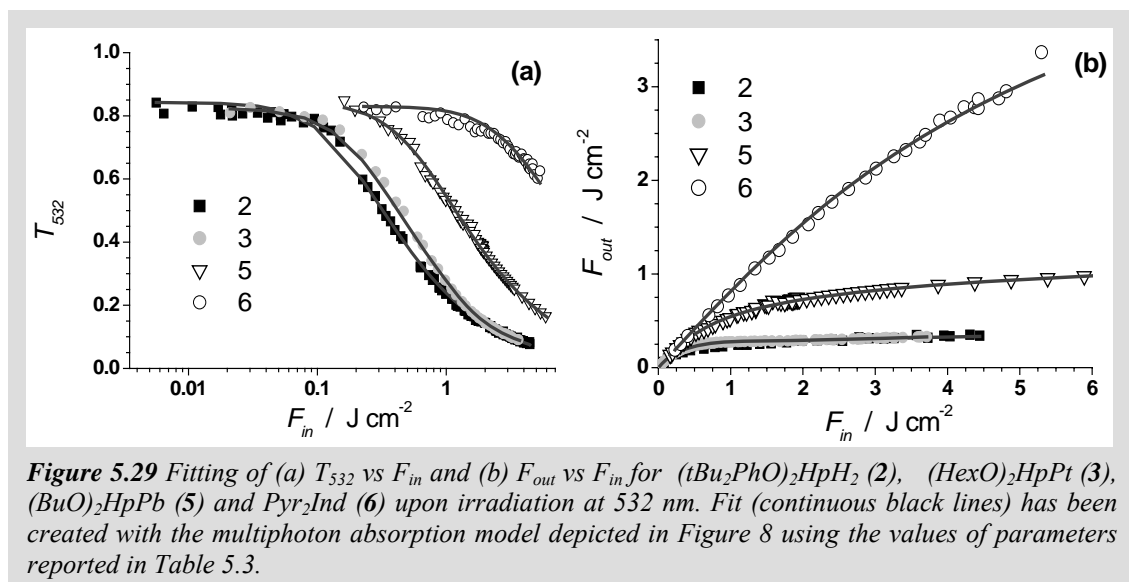 (a)
1.0
0.8
0.6
0.4
0.2
0.0
T532
2
3
5
6
0.01 0.1 1
Fin / J cm-2
(b)
3
2
1
0
Fout / J cm-2
2
3
5
6
0 1 2 3 4 5 6
Fin / J cm-2
Figure 5.29 Fitting of (a) T532 vs Fin and (b) Fout vs Fin for (tBu2PhO)2HpH2 (2), (HexO)2HpPt (3),
(BuO)2HpPb (5) and Pyr2Ind (6) upon irradiation at 532 nm. Fit (continuous black lines) has been
created with the multiphoton absorption model depicted in Figure 8 using the values of parameters
reported in Table 5.3.